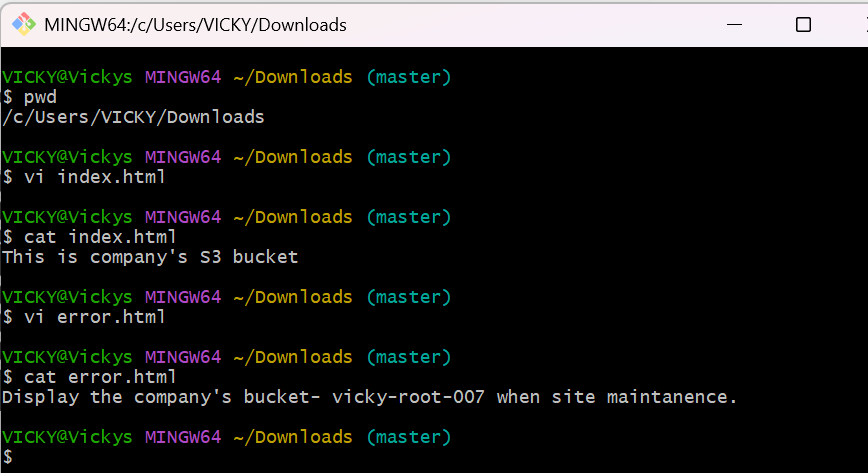 MINGW64:/c/Users/VICKY/Downloads
VICKY@Vickys MINGW64 ~/Downloads (master)
$ pwd
/c/Users/VICKY/Downloads
VICKY@Vickys MINGW64 ~/Downloads (master)
$ vi index.html
VICKY@Vickys MINGW64 ~/Downloads (master)
$ cat index.html
This is company's S3 bucket
VICKY@Vickys MINGW64 ~/Downloads (master)
$ vi error.html
VICKY@Vickys MINGW64 ~/Downloads (master)
$ cat error.html
Display the company's bucket- vicky-root-007 when site maintanence.
VICKY@Vickys MINGW64 ~/Downloads (master)
$